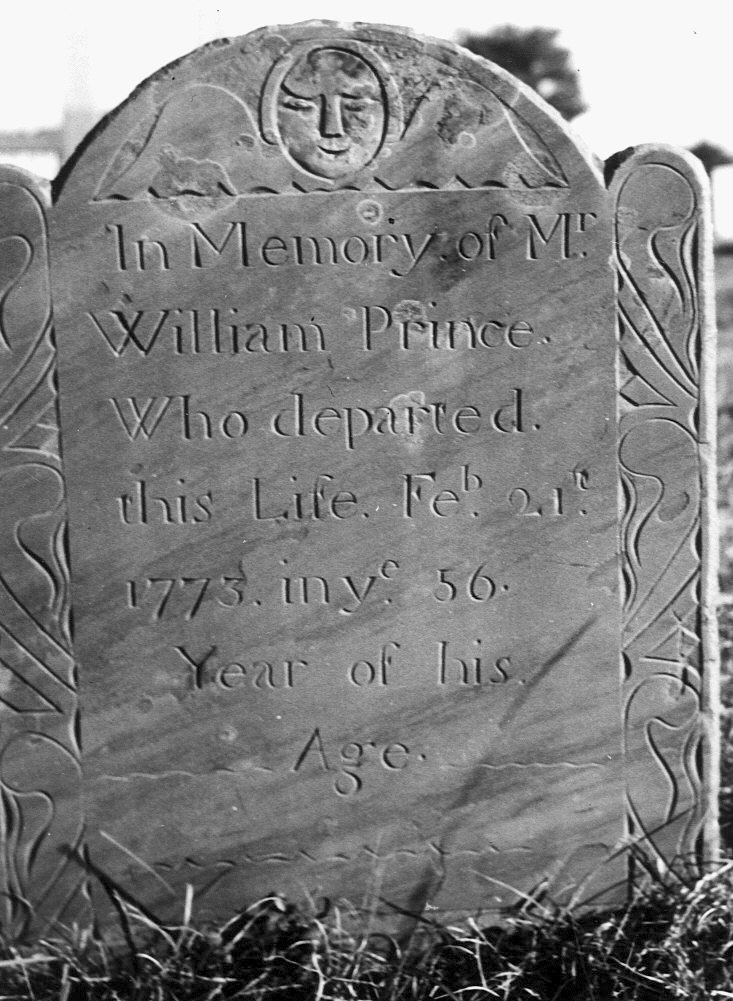 In Memory of Mr.
William Prince.
Who departed.
this Life. Feb. 21st.
1773. in ye. 56.
Year of his.
Age.